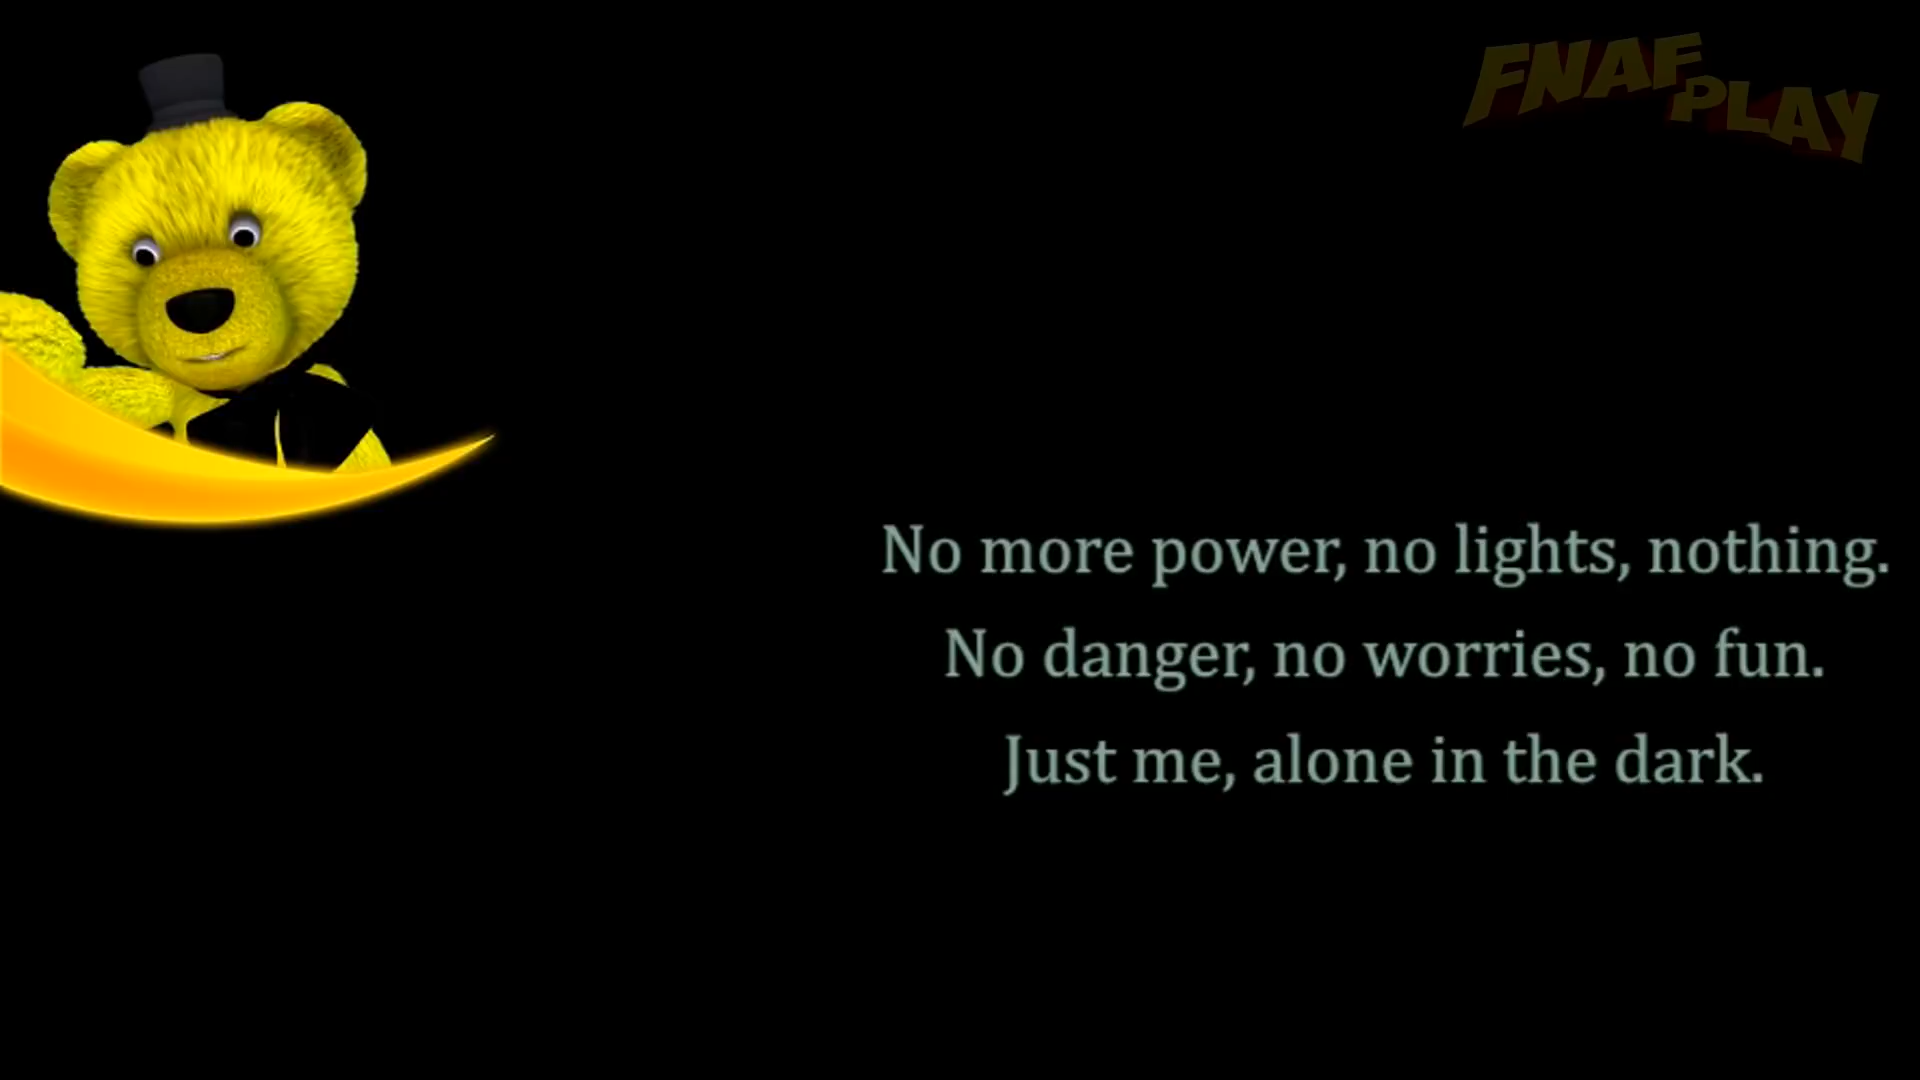 FNAF PLAY
No more power, no lights, nothing.
No danger, no worries, no fun.
Just me, alone in the dark.